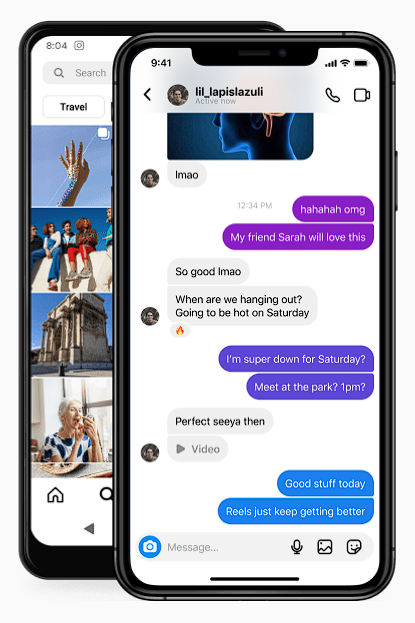 8:04
Search
Travel
9:41
lil_lapislazuli
Active now
lmao
12:34 PM
hahahah omg
My friend Sarah will love this
So good lmao
When are we hanging out?
Going to be hot on Saturday
I'm super down for Saturday?
Meet at the park? 1pm?
Perfect seeya then
Video
Good stuff today
Reels just keep getting better
Message...